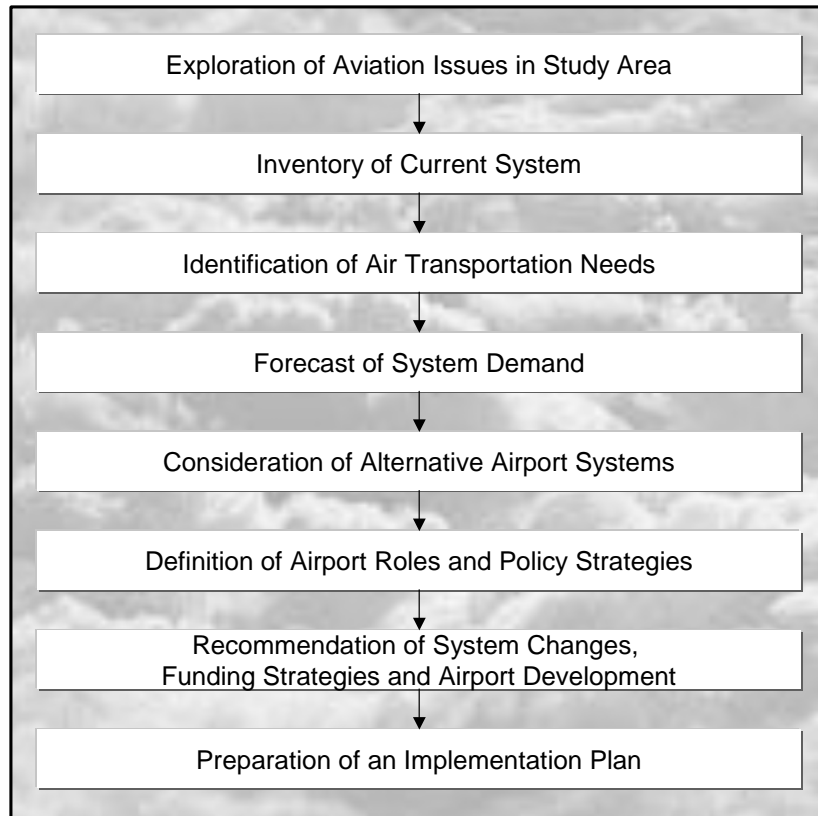 Exploration of Aviation Issues in Study Area
Inventory of Current System
Identification of Air Transportation Needs
Forecast of System Demand
Consideration of Alternative Airport Systems
Definition of Airport Roles and Policy Strategies
Recommendation of System Changes,
Funding Strategies and Airport Development
Preparation of an Implementation Plan